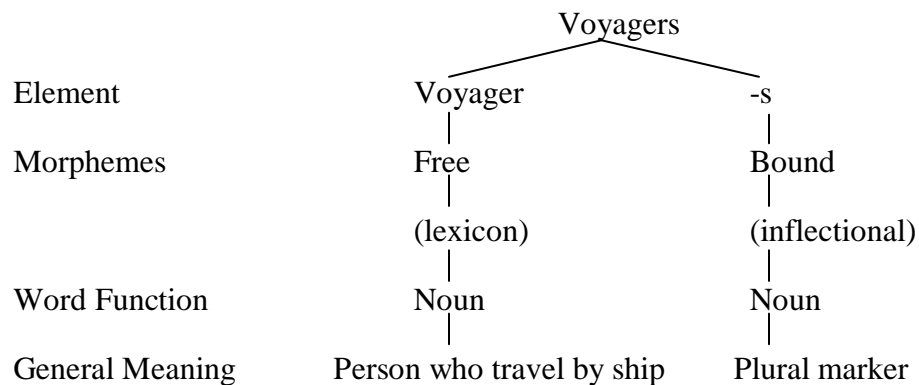 Voyagers
Element Voyager -s
Morphemes Free Bound
(lexicon) (inflectional)
Word Function Noun Noun
General Meaning Person who travel by ship Plural marker